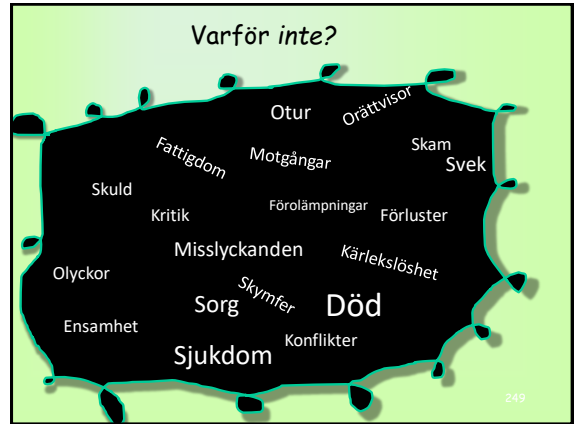 Varför inte?
Otur
Orättvisor
Fattigdom
Motgångar
Skam
Svek
Skuld
Kritik
Förolämpningar
Förluster
Misslyckanden
Kärlekslöshet
Olyckor
Skymfer
Sorg
Död
Ensamhet
Konflikter
Sjukdom
249